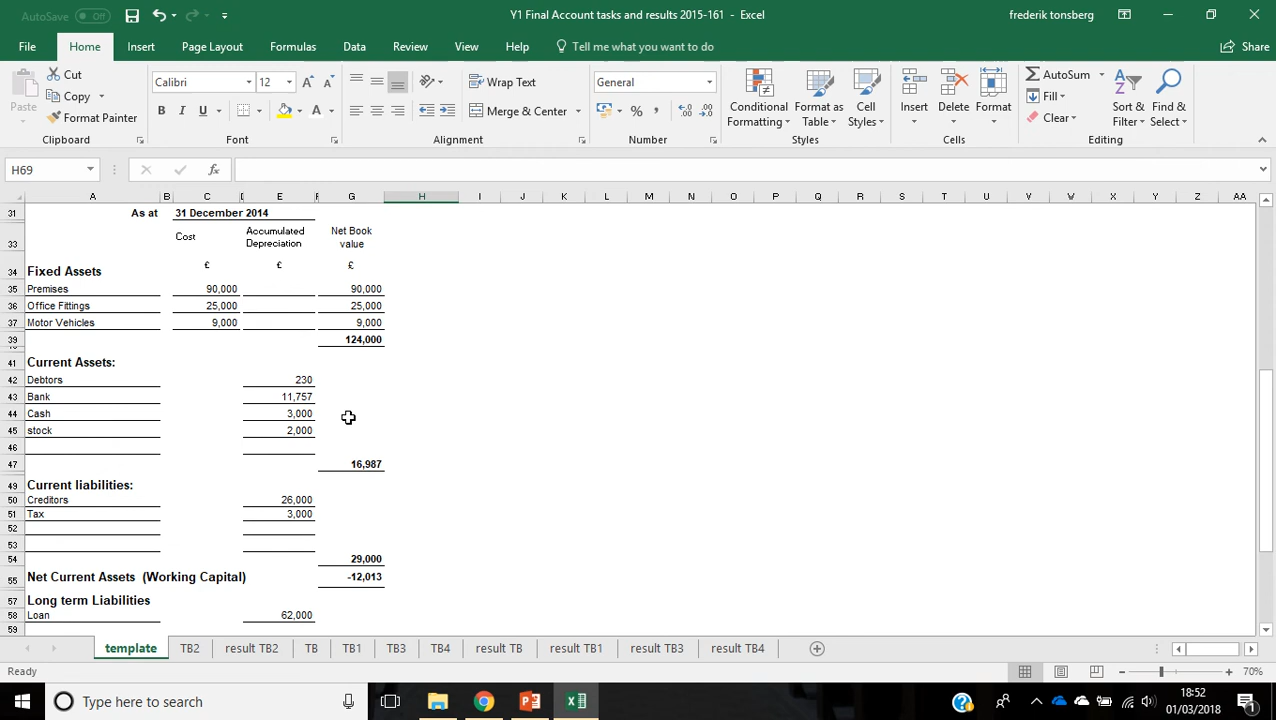 AutoSave Off
Y1 Final Account tasks and results 2015-161 - Excel
frederik tonsberg
File Home Insert Page Layout Formulas Data Review View Help Tell me what you want to do Share
Paste
Cut
Copy
Format Painter
Calibri 12
B I U
Wrap Text
Merge & Center
General
Conditional Formatting
Format as Table
Cell Styles
Insert Delete Format
AutoSum
Fill
Clear
Sort & Filter
Find & Select
Clipboard Font Alignment Number Styles Cells Editing
H69 fx
A B C D E F G H I J K L M N O P Q R S T U V W X Y Z AA
31 As at 31 December 2014
33 Cost Accumulated Depreciation Net Book value
34 Fixed Assets £ £ £
35 Premises 90,000 90,000
36 Office Fittings 25,000 25,000
37 Motor Vehicles 9,000 9,000
39 124,000
41 Current Assets:
42 Debtors 230
43 Bank 11,757
44 Cash 3,000
45 stock 2,000
46
47 16,987
49 Current liabilities:
50 Creditors 26,000
51 Tax 3,000
52
53
54 29,000
55 Net Current Assets (Working Capital) -12,013
57 Long term Liabilities
58 Loan 62,000
59
template TB2 result TB2 TB TB1 TB3 TB4 result TB result TB1 result TB3 result TB4
Ready 70%
Type here to search
18:52
01/03/2018
1